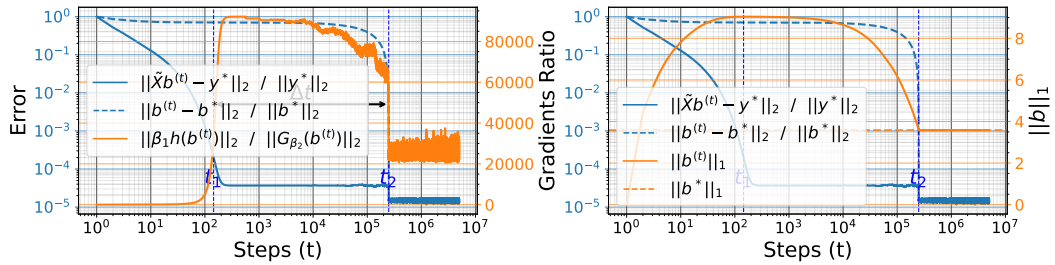 10⁰
10⁻¹
10⁻²
10⁻³
10⁻⁴
10⁻⁵
Error
||X̃b⁽ᵗ⁾ − y*||₂ / ||y*||₂
||b⁽ᵗ⁾ − b*||₂ / ||b*||₂
||β₁h(b⁽ᵗ⁾)||₂ / ||G_β₂(b⁽ᵗ⁾)||₂
Δt
t₁
t₂
80000
60000
40000
20000
0
Gradients Ratio
10⁰ 10¹ 10² 10³ 10⁴ 10⁵ 10⁶ 10⁷
Steps (t)
10⁰
10⁻¹
10⁻²
10⁻³
10⁻⁴
10⁻⁵
||X̃b⁽ᵗ⁾ − y*||₂ / ||y*||₂
||b⁽ᵗ⁾ − b*||₂ / ||b*||₂
||b⁽ᵗ⁾||₁
||b*||₁
t₁
t₂
8
6
4
2
0
||b||₁
10⁰ 10¹ 10² 10³ 10⁴ 10⁵ 10⁶ 10⁷
Steps (t)